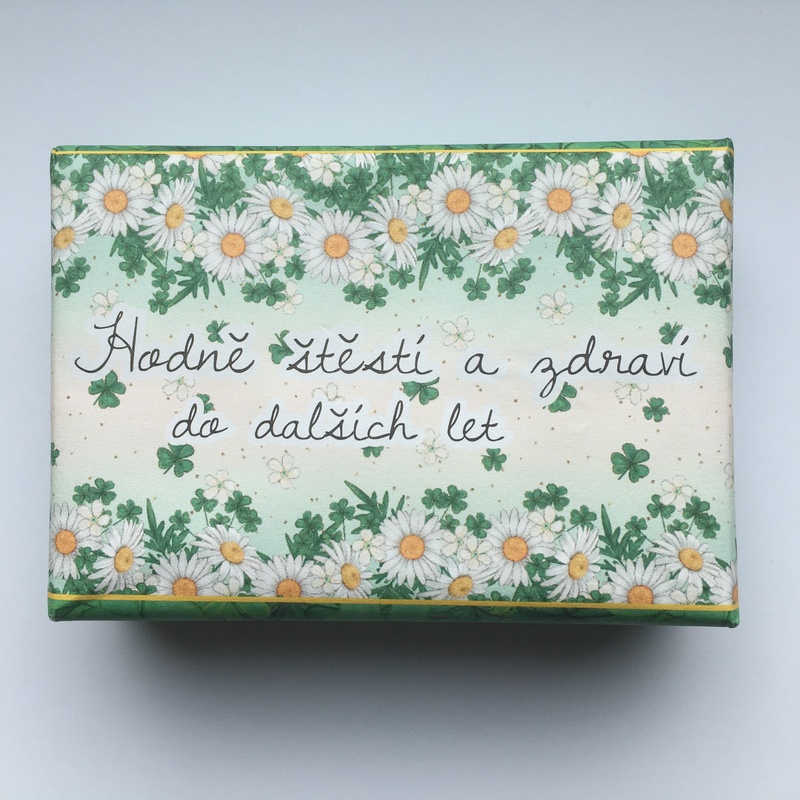 Hodně štěstí a zdraví
do dalších let